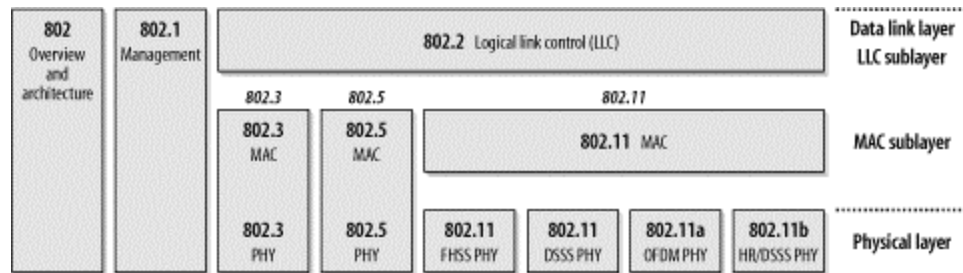 802
Overview
and
architecture
802.1
Management
802.2 Logical link control (LLC)
Data link layer
LLC sublayer
802.3
802.5
802.11
802.3
MAC
802.5
MAC
802.11 MAC
MAC sublayer
802.3
PHY
802.5
PHY
802.11
FHSS PHY
802.11
DSSS PHY
802.11a
OFDM PHY
802.11b
HR/DSSS PHY
Physical layer